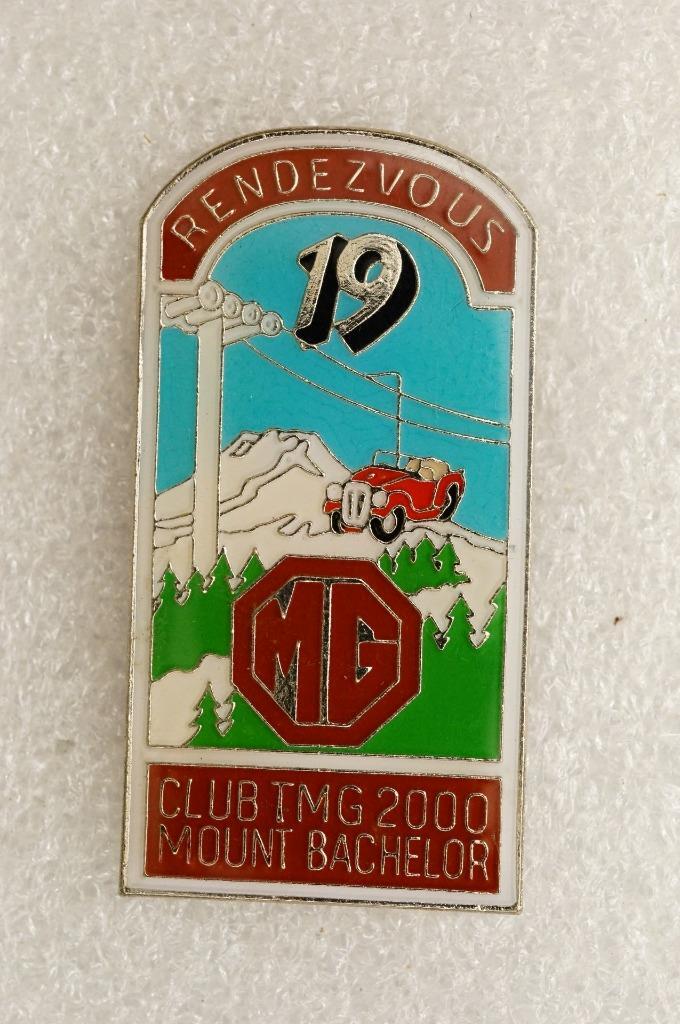 RENDEZVOUS
19
MG
CLUB TMG 2000
MOUNT BACHELOR